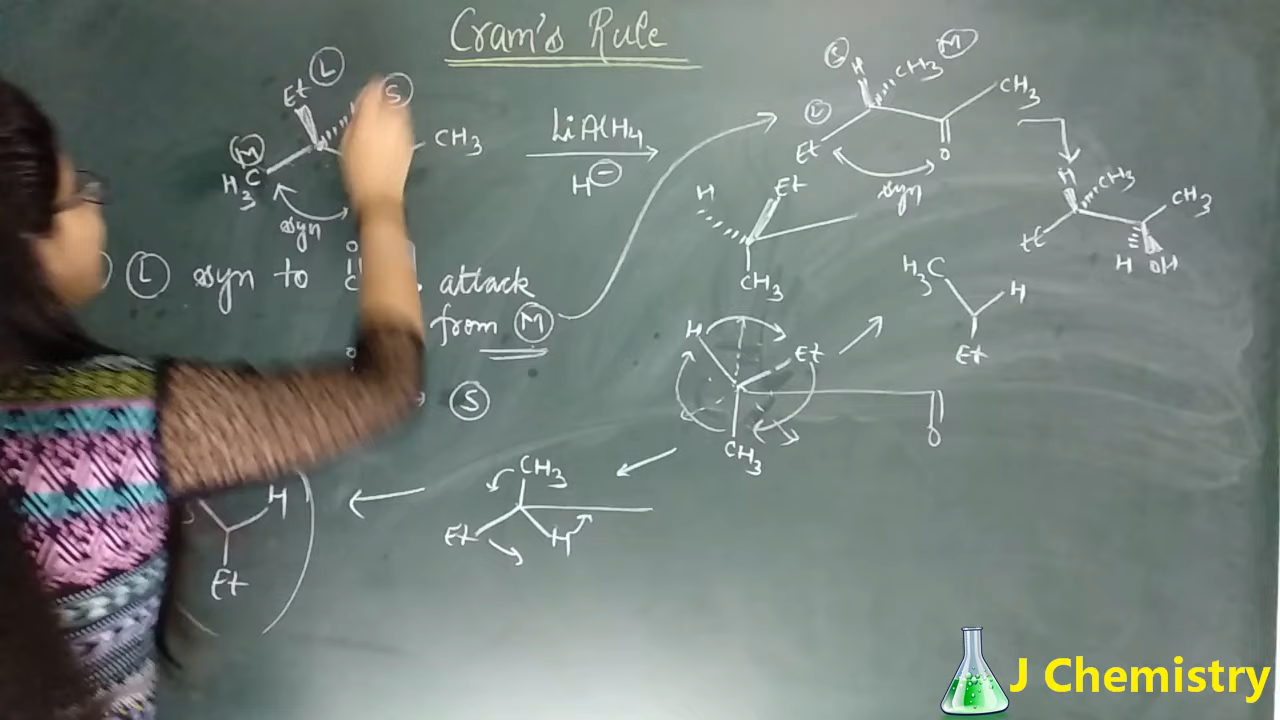 Cram's Rule
Et (L)
(S)
(M)
H3C
CH3
syn
LiAlH4
H⊖
(L) syn to
attack
from (M)
(S)
(S)
H
CH3 (M)
(L)
Et
CH3
O
syn
H
CH3
Et
CH3
H OH
H
Et
CH3
H
Et
CH3
O
H3C
H
Et
CH3
Et
H
H
Et
J Chemistry